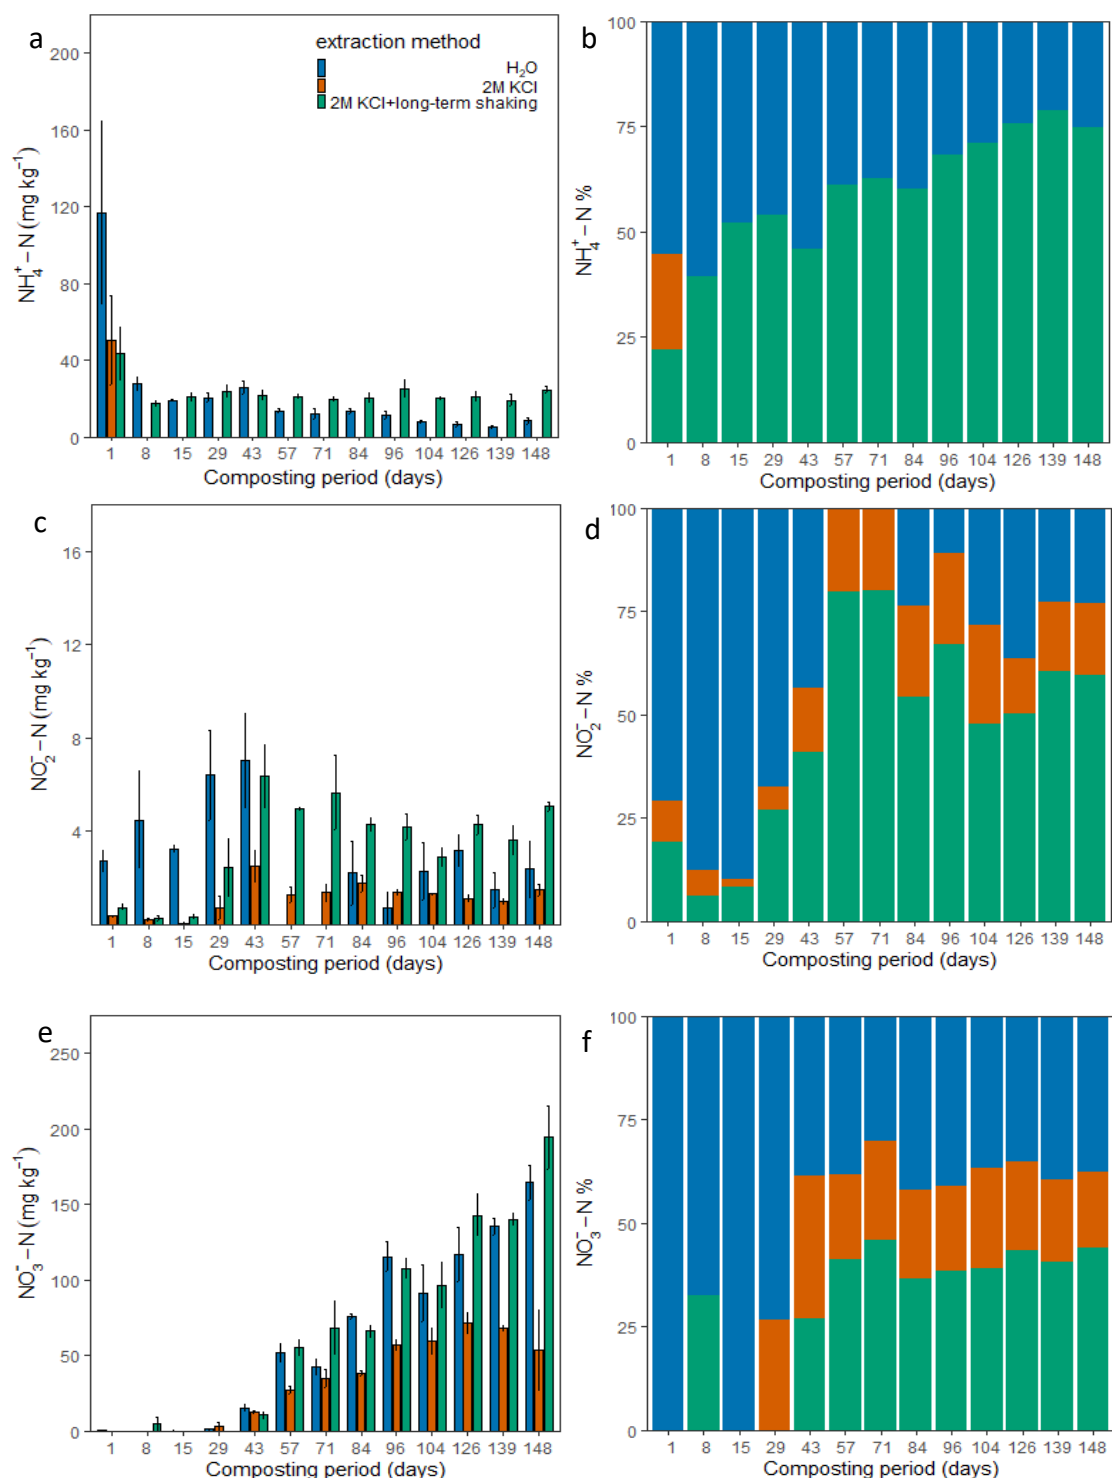 a
extraction method
H₂O
2M KCl
2M KCl+long-term shaking
NH₄⁺−N (mg kg⁻¹)
200
160
120
80
40
0
1 8 15 29 43 57 71 84 96 104 126 139 148
Composting period (days)
b
NH₄⁺−N %
100
75
50
25
0
1 8 15 29 43 57 71 84 96 104 126 139 148
Composting period (days)
c
NO₂⁻−N (mg kg⁻¹)
16
12
8
4
1 8 15 29 43 57 71 84 96 104 126 139 148
Composting period (days)
d
NO₂⁻−N %
100
75
50
25
0
1 8 15 29 43 57 71 84 96 104 126 139 148
Composting period (days)
e
NO₃⁻−N (mg kg⁻¹)
250
200
150
100
50
0
1 8 15 29 43 57 71 84 96 104 126 139 148
Composting period (days)
f
NO₃⁻−N %
100
75
50
25
0
1 8 15 29 43 57 71 84 96 104 126 139 148
Composting period (days)